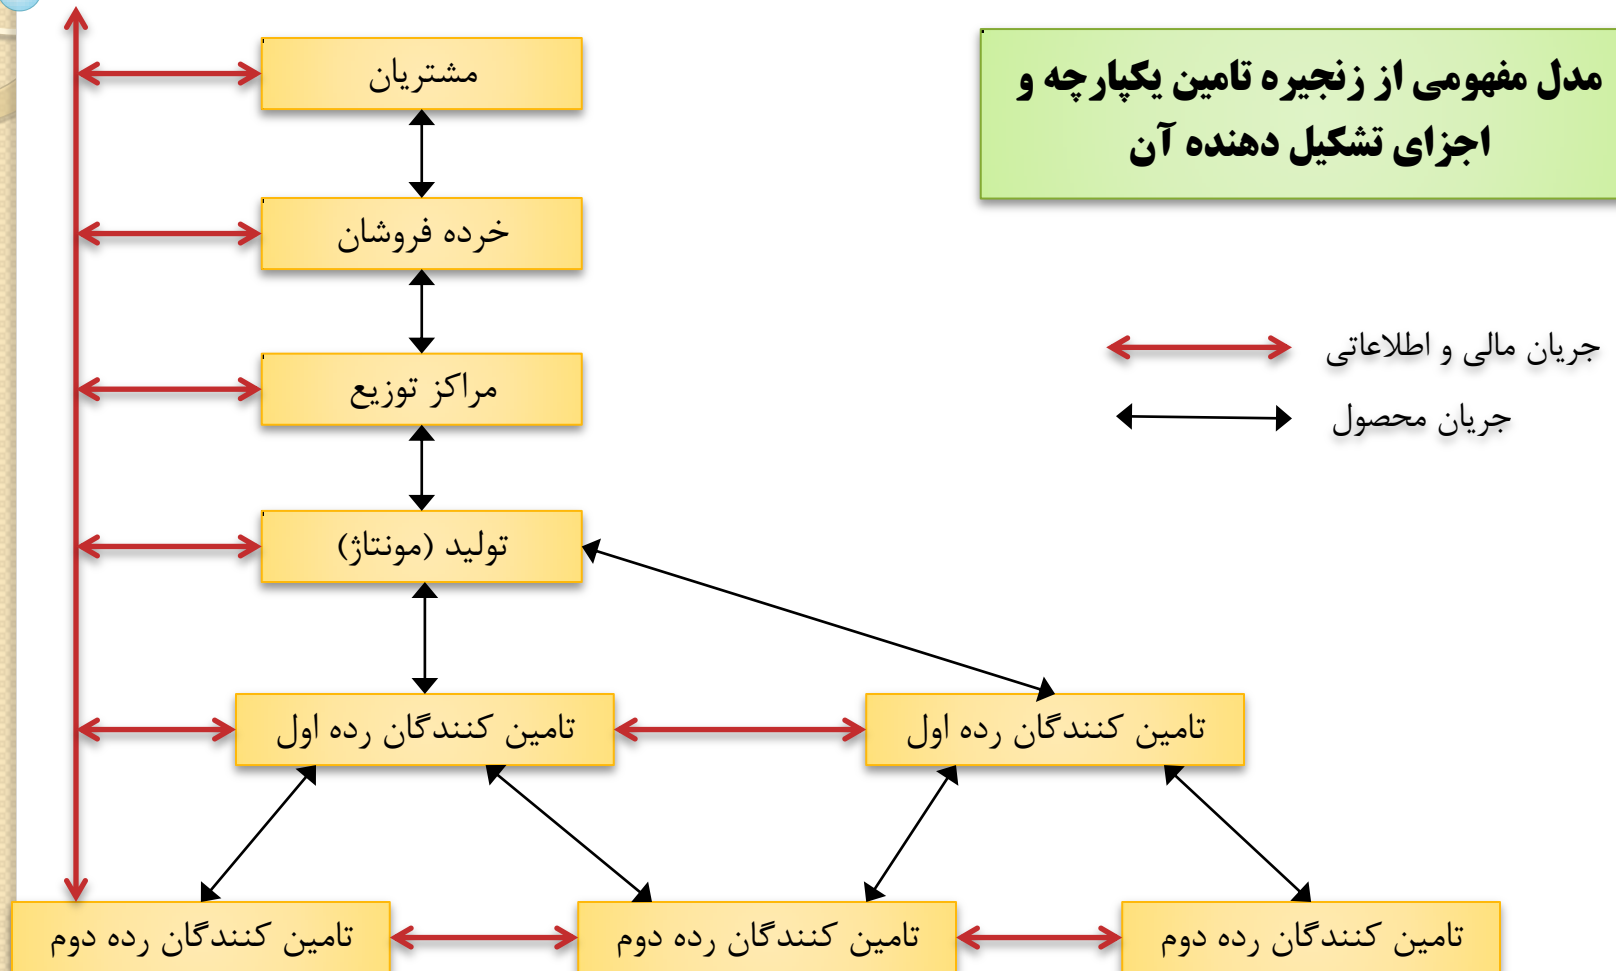 مدل مفهومی از زنجیره تامین یکپارچه و
اجزای تشکیل دهنده آن
مشتریان
خرده فروشان
جریان مالی و اطلاعاتی
مراکز توزیع
جریان محصول
تولید (مونتاژ)
تامین کنندگان رده اول
تامین کنندگان رده اول
تامین کنندگان رده دوم
تامین کنندگان رده دوم
تامین کنندگان رده دوم